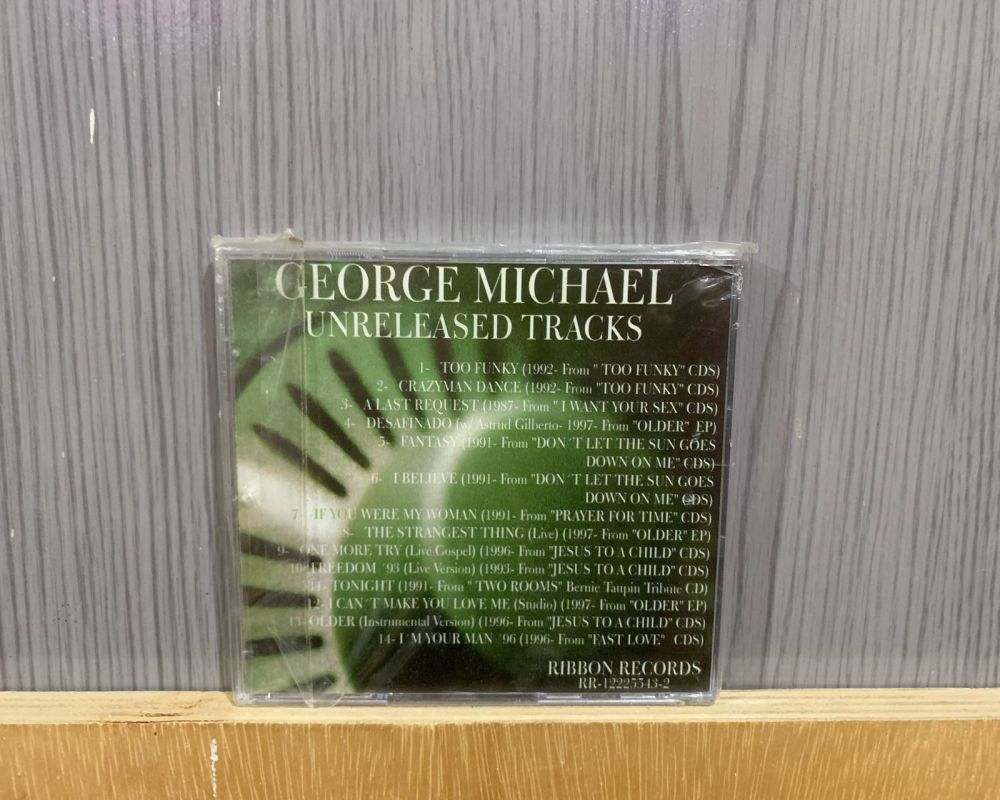 GEORGE MICHAEL
UNRELEASED TRACKS
1- TOO FUNKY (1992- From " TOO FUNKY" CDS)
2- CRAZYMAN DANCE (1992- From "TOO FUNKY" CDS)
3- A LAST REQUEST (1987- From " I WANT YOUR SEX" CDS)
4- DESAFINADO (w/ Astrud Gilberto- 1997- From "OLDER" EP)
5- FANTASY (1991- From "DON´T LET THE SUN GOES
DOWN ON ME" CDS)
6- I BELIEVE (1991- From "DON´T LET THE SUN GOES
DOWN ON ME" CDS)
7- IF YOU WERE MY WOMAN (1991- From "PRAYER FOR TIME" CDS)
8- THE STRANGEST THING (Live) (1997- From "OLDER" EP)
9- ONE MORE TRY (Live Gospel) (1996- From "JESUS TO A CHILD" CDS)
10- FREEDOM ´93 (Live Version) (1993- From "JESUS TO A CHILD" CDS)
11- TONIGHT (1991- From " TWO ROOMS" Bernie Taupin Tribute CD)
12- I CAN´T MAKE YOU LOVE ME (Studio) (1997- From "OLDER" EP)
13- OLDER (Instrumental Version) (1996- From "JESUS TO A CHILD" CDS)
14- I´M YOUR MAN ´96 (1996- From "FAST LOVE" CDS)
RIBBON RECORDS
RR-12225543-2